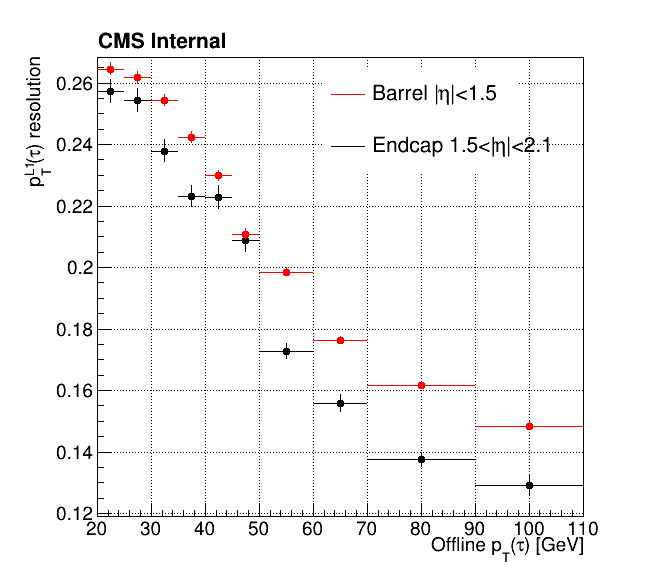 CMS Internal
p_T^L1(τ) resolution
0.26
0.24
0.22
0.2
0.18
0.16
0.14
0.12
Barrel |η|<1.5
Endcap 1.5<|η|<2.1
20 30 40 50 60 70 80 90 100 110
Offline p_T(τ) [GeV]